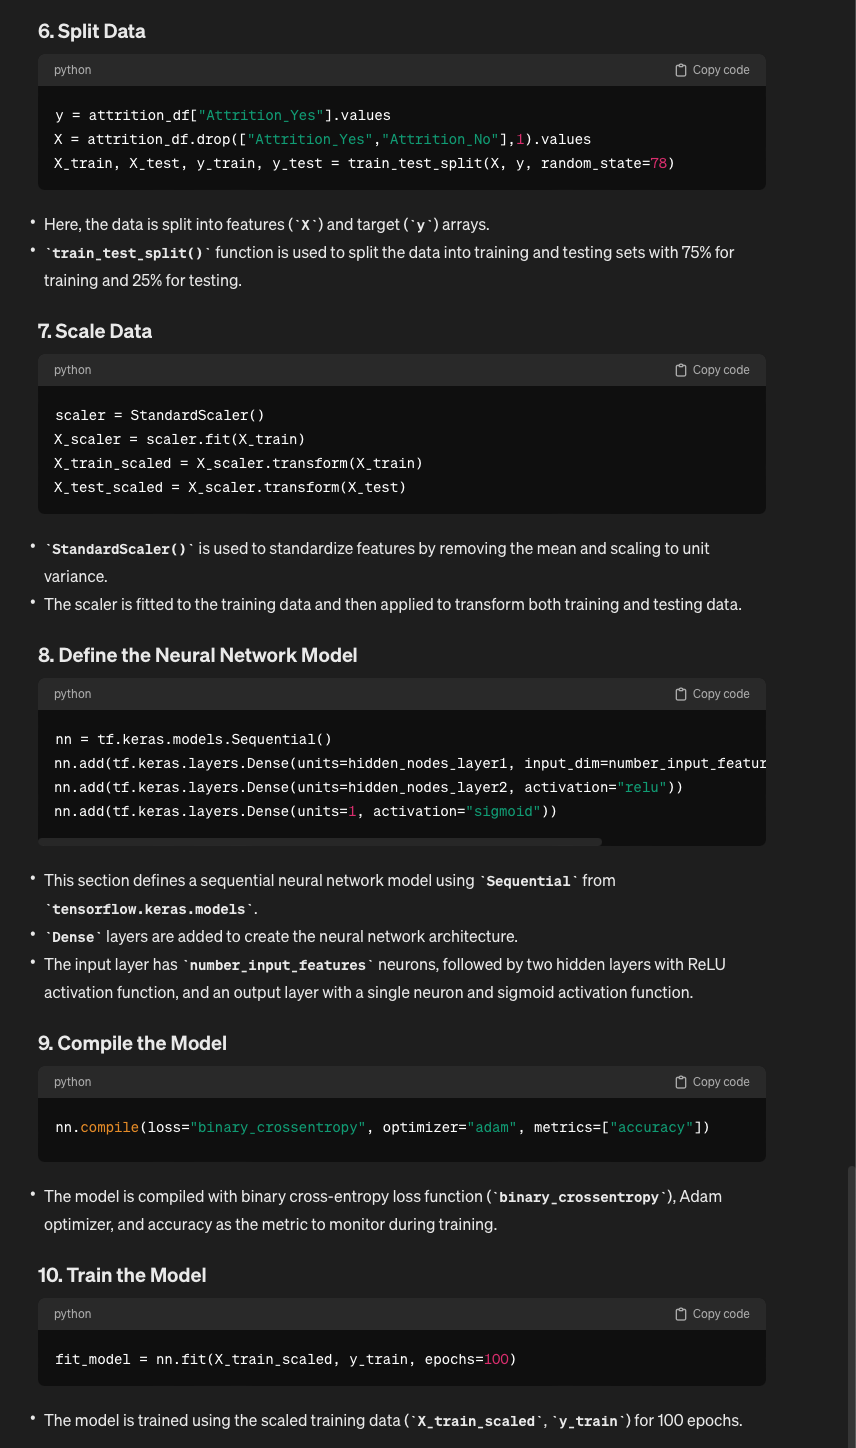 6. Split Data
python
Copy code
y = attrition_df["Attrition_Yes"].values
X = attrition_df.drop(["Attrition_Yes","Attrition_No"],1).values
X_train, X_test, y_train, y_test = train_test_split(X, y, random_state=78)
• Here, the data is split into features (`X`) and target (`y`) arrays.
• `train_test_split()` function is used to split the data into training and testing sets with 75% for
training and 25% for testing.
7. Scale Data
python
Copy code
scaler = StandardScaler()
X_scaler = scaler.fit(X_train)
X_train_scaled = X_scaler.transform(X_train)
X_test_scaled = X_scaler.transform(X_test)
• `StandardScaler()` is used to standardize features by removing the mean and scaling to unit
variance.
• The scaler is fitted to the training data and then applied to transform both training and testing data.
8. Define the Neural Network Model
python
Copy code
nn = tf.keras.models.Sequential()
nn.add(tf.keras.layers.Dense(units=hidden_nodes_layer1, input_dim=number_input_featur
nn.add(tf.keras.layers.Dense(units=hidden_nodes_layer2, activation="relu"))
nn.add(tf.keras.layers.Dense(units=1, activation="sigmoid"))
• This section defines a sequential neural network model using `Sequential` from
`tensorflow.keras.models`.
• `Dense` layers are added to create the neural network architecture.
• The input layer has `number_input_features` neurons, followed by two hidden layers with ReLU
activation function, and an output layer with a single neuron and sigmoid activation function.
9. Compile the Model
python
Copy code
nn.compile(loss="binary_crossentropy", optimizer="adam", metrics=["accuracy"])
• The model is compiled with binary cross-entropy loss function (`binary_crossentropy`), Adam
optimizer, and accuracy as the metric to monitor during training.
10. Train the Model
python
Copy code
fit_model = nn.fit(X_train_scaled, y_train, epochs=100)
• The model is trained using the scaled training data (`X_train_scaled`, `y_train`) for 100 epochs.